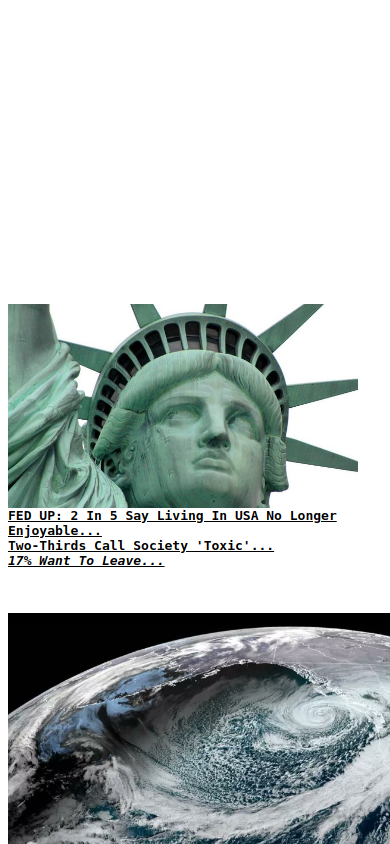 FED UP: 2 In 5 Say Living In USA No Longer
Enjoyable...
Two-Thirds Call Society 'Toxic'...
17% Want To Leave...